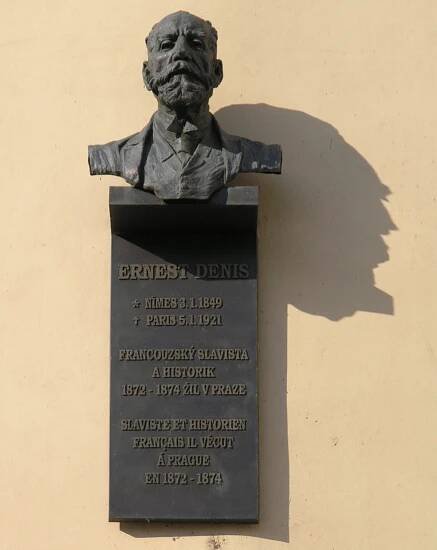 ERNEST DENIS
* NÎMES 3.1.1849
† PARIS 5.1.1921
FRANCOUZSKÝ SLAVISTA
A HISTORIK
1872 - 1874 ŽIL V PRAZE
SLAVISTE ET HISTORIEN
FRANÇAIS IL VÉCUT
Á PRAGUE
EN 1872 - 1874